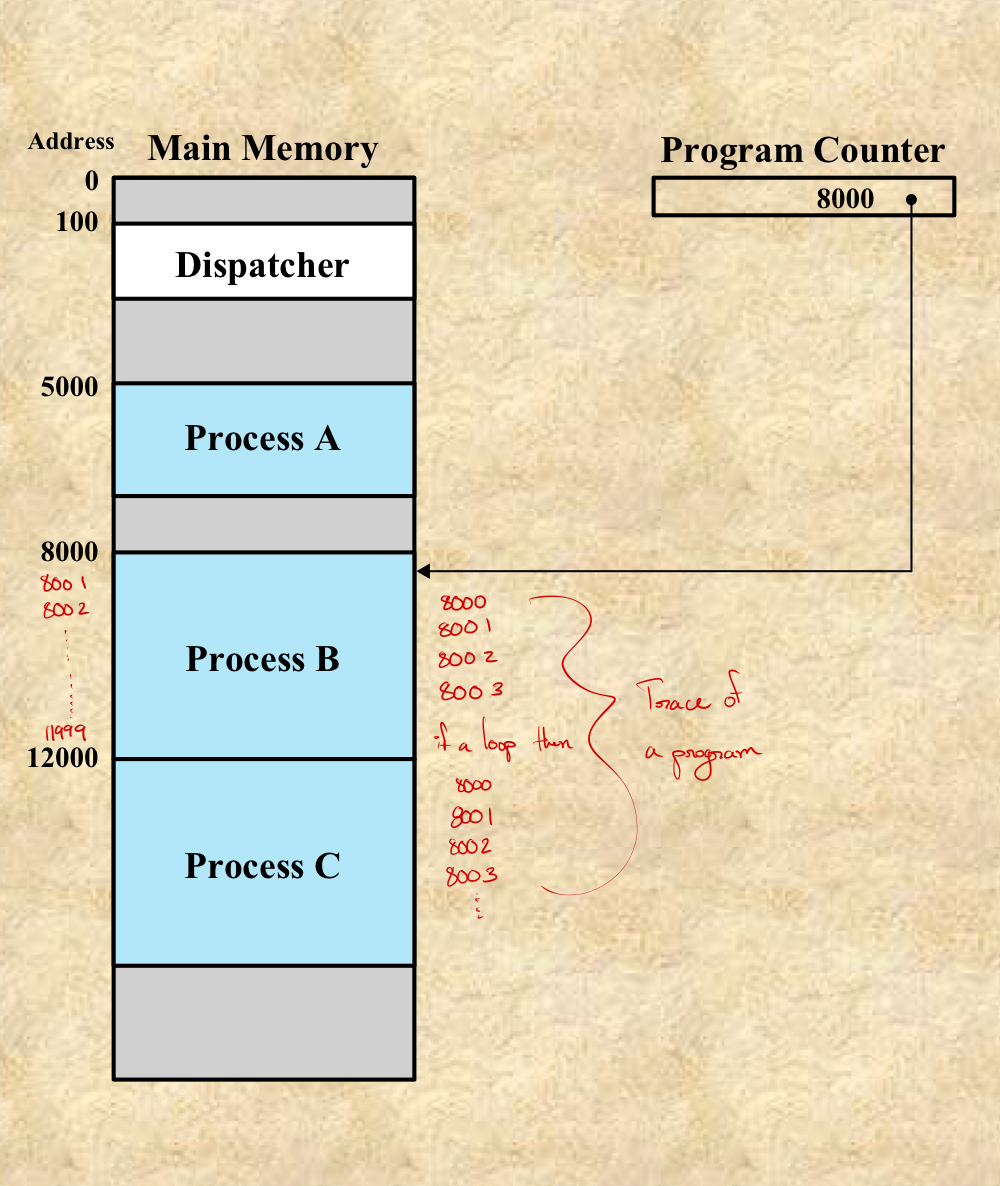 Address
Main Memory
Program Counter
0
8000
100
Dispatcher
5000
Process A
8000
8001
8002
11999
Process B
12000
Process C
8000
8001
8002
8003
if a loop then
8000
8001
8002
8003
Trace of
a program